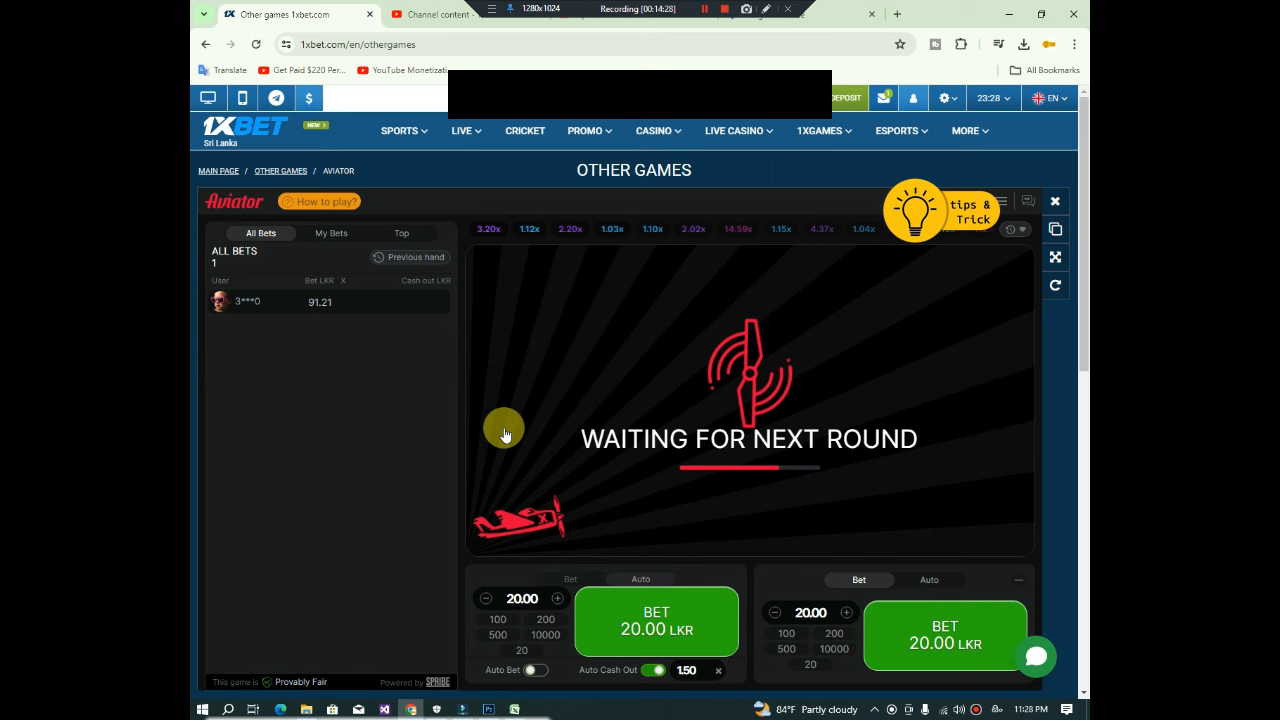 1280x1024
Recording [00:14:28]
Other games 1xbet.com
Channel content -
1xbet.com/en/othergames
Translate
Get Paid $220 Per...
YouTube Monetizati...
All Bookmarks
$
DEPOSIT
1
23:28
EN
1XBET
NEW
Sri Lanka
SPORTS
LIVE
CRICKET
PROMO
CASINO
LIVE CASINO
1XGAMES
ESPORTS
MORE
MAIN PAGE / OTHER GAMES / AVIATOR
OTHER GAMES
Aviator
? How to play?
tips &
Trick
All Bets
My Bets
Top
3.20x 1.12x 2.20x 1.03x 1.10x 2.02x 14.59x 1.15x 4.37x 1.04x
ALL BETS
1
Previous hand
User
Bet LKR
X
Cash out LKR
3***0
91.21
X
WAITING FOR NEXT ROUND
Bet
Auto
20.00
100
200
500
10000
20
BET
20.00 LKR
Auto Bet
Auto Cash Out
1.50
Bet
Auto
20.00
100
200
500
10000
20
BET
20.00 LKR
This game is Provably Fair
Powered by SPRIBE
84°F Partly cloudy
11:28 PM